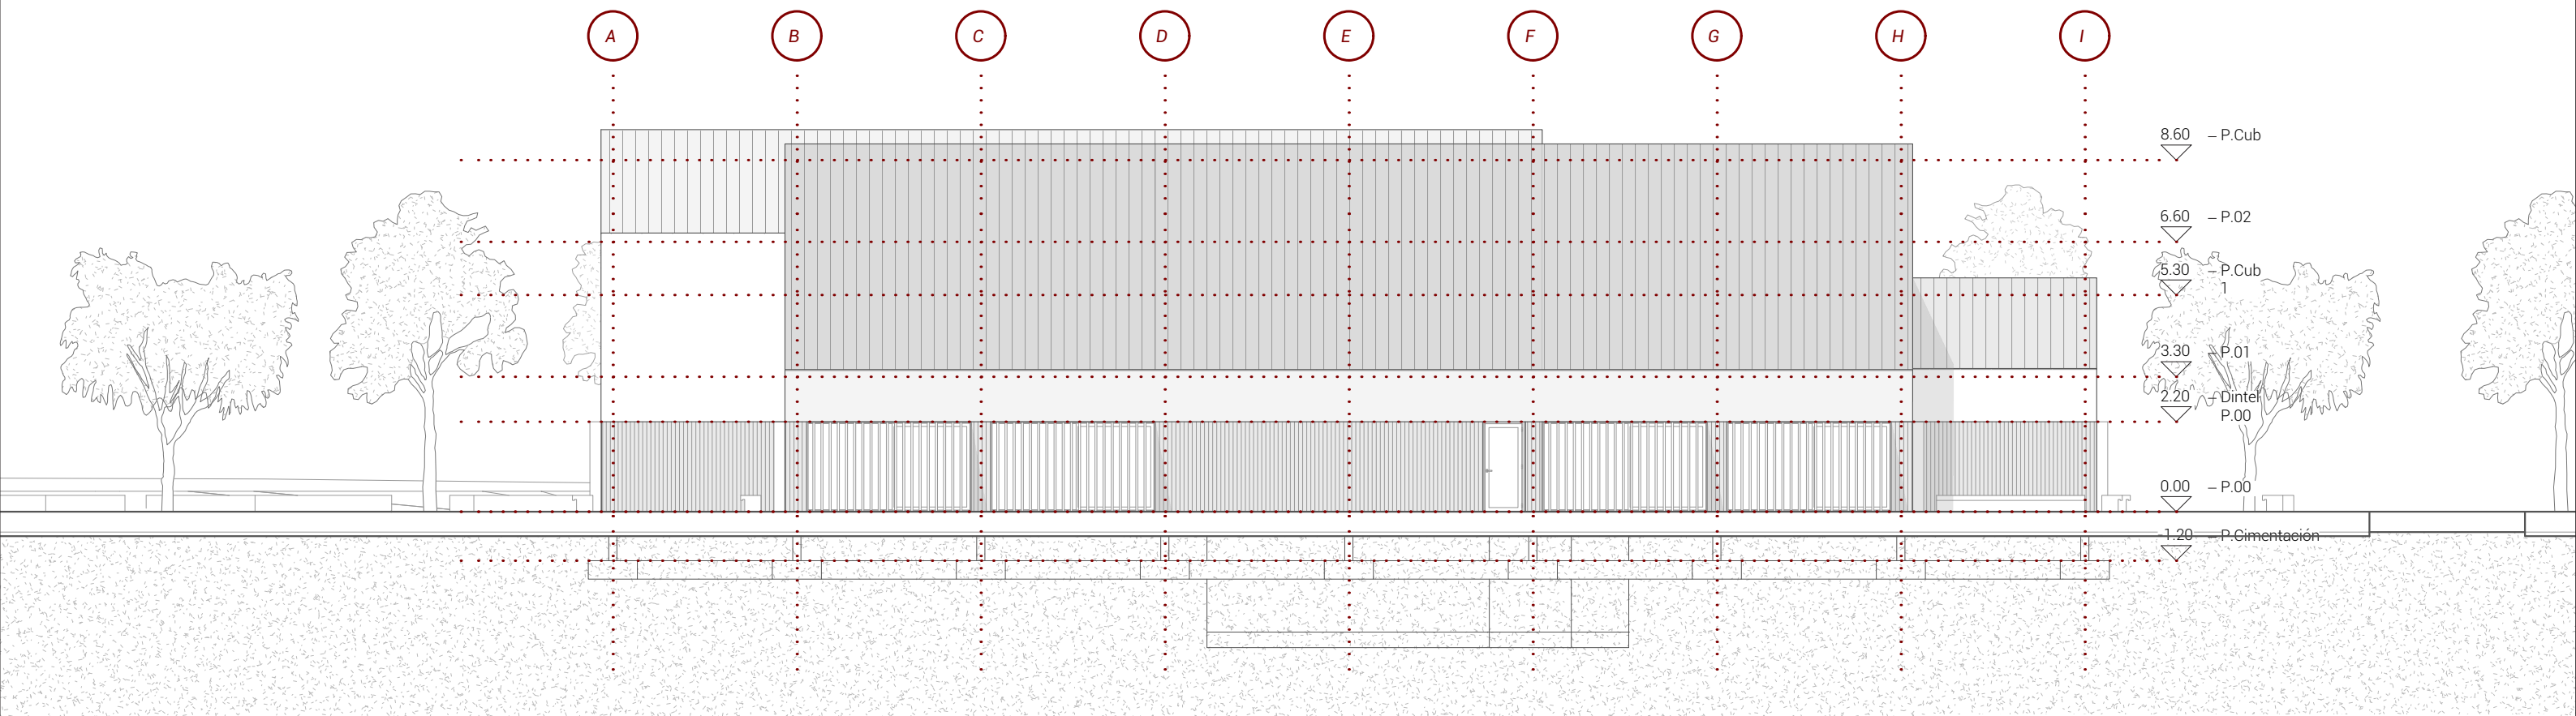 A B C D E F G H I
8.60 – P.Cub
6.60 – P.02
5.30 – P.Cub
1
3.30 – P.01
2.20 – Dintel
P.00
0.00 – P.00
-1.20 – P.Cimentación